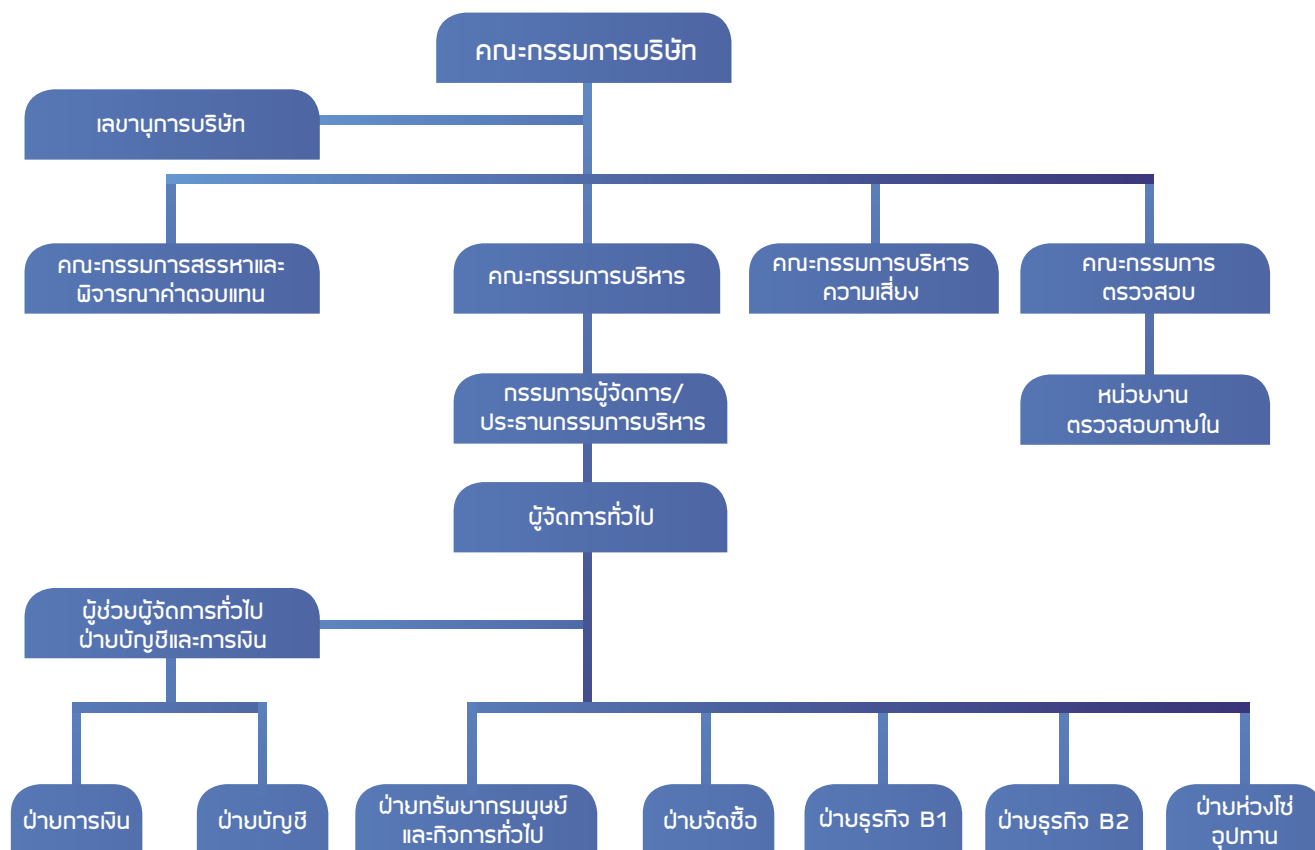 คณะกรรมการบริษัท
เลขานุการบริษัท
คณะกรรมการสรรหาและ
พิจารณาค่าตอบแทน
คณะกรรมการบริหาร
คณะกรรมการบริหาร
ความเสี่ยง
คณะกรรมการ
ตรวจสอบ
กรรมการผู้จัดการ/
ประธานกรรมการบริหาร
หน่วยงาน
ตรวจสอบภายใน
ผู้จัดการทั่วไป
ผู้ช่วยผู้จัดการทั่วไป
ฝ่ายบัญชีและการเงิน
ฝ่ายการเงิน
ฝ่ายบัญชี
ฝ่ายทรัพยากรมนุษย์
และกิจการทั่วไป
ฝ่ายจัดซื้อ
ฝ่ายธุรกิจ B1
ฝ่ายธุรกิจ B2
ฝ่ายห่วงโซ่
อุปทาน